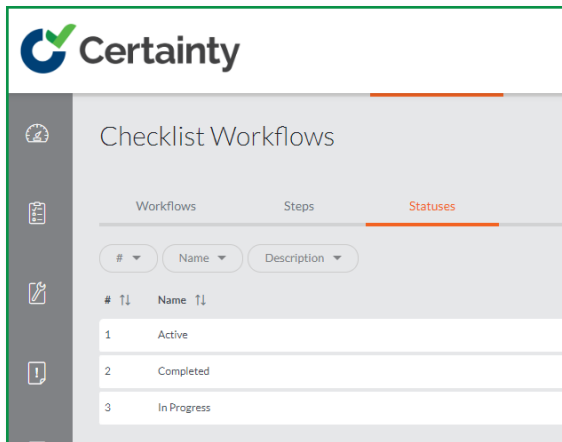 Certainty
Checklist Workflows
Workflows Steps Statuses
# Name Description
# Name
1 Active
2 Completed
3 In Progress